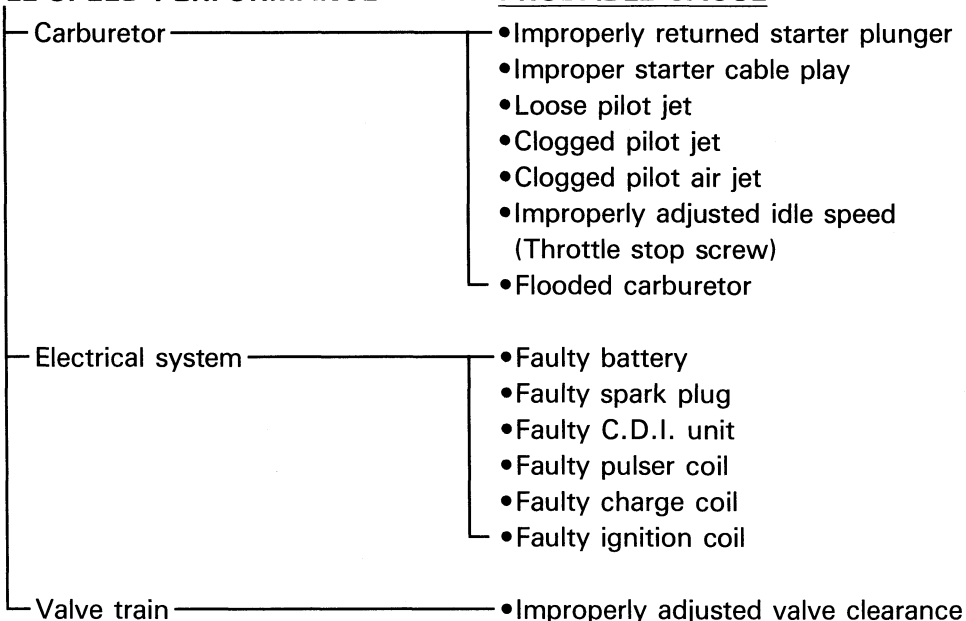 Carburetor
•Improperly returned starter plunger
•Improper starter cable play
•Loose pilot jet
•Clogged pilot jet
•Clogged pilot air jet
•Improperly adjusted idle speed
(Throttle stop screw)
•Flooded carburetor
Electrical system
•Faulty battery
•Faulty spark plug
•Faulty C.D.I. unit
•Faulty pulser coil
•Faulty charge coil
•Faulty ignition coil
Valve train
•Improperly adjusted valve clearance